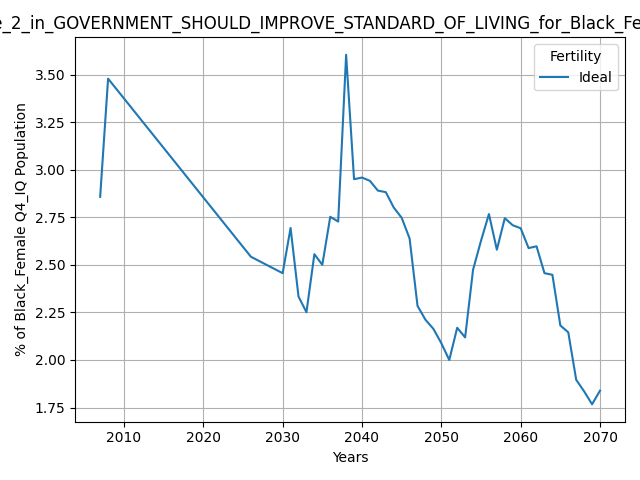 _2_in_GOVERNMENT_SHOULD_IMPROVE_STANDARD_OF_LIVING_for_Black_Fe
Fertility
Ideal
3.50
3.25
3.00
2.75
2.50
2.25
2.00
1.75
% of Black_Female Q4_IQ Population
2010 2020 2030 2040 2050 2060 2070
Years